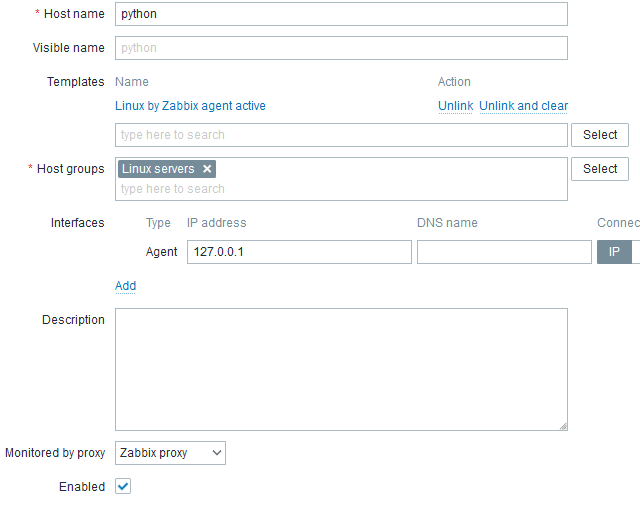 * Host name python
Visible name python
Templates Name Action
Linux by Zabbix agent active Unlink Unlink and clear
type here to search Select
* Host groups Linux servers × Select
type here to search
Interfaces Type IP address DNS name Connec
Agent 127.0.0.1 IP
Add
Description
Monitored by proxy Zabbix proxy
Enabled